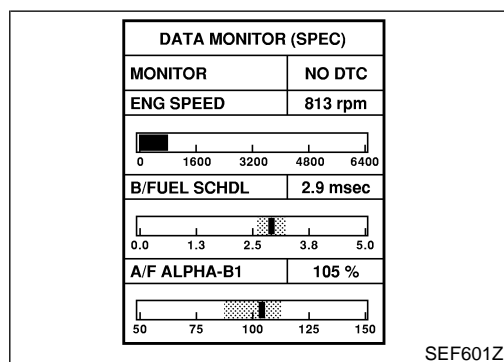 DATA MONITOR (SPEC)
MONITOR NO DTC
ENG SPEED 813 rpm
0 1600 3200 4800 6400
B/FUEL SCHDL 2.9 msec
0.0 1.3 2.5 3.8 5.0
A/F ALPHA-B1 105 %
50 75 100 125 150
SEF601Z